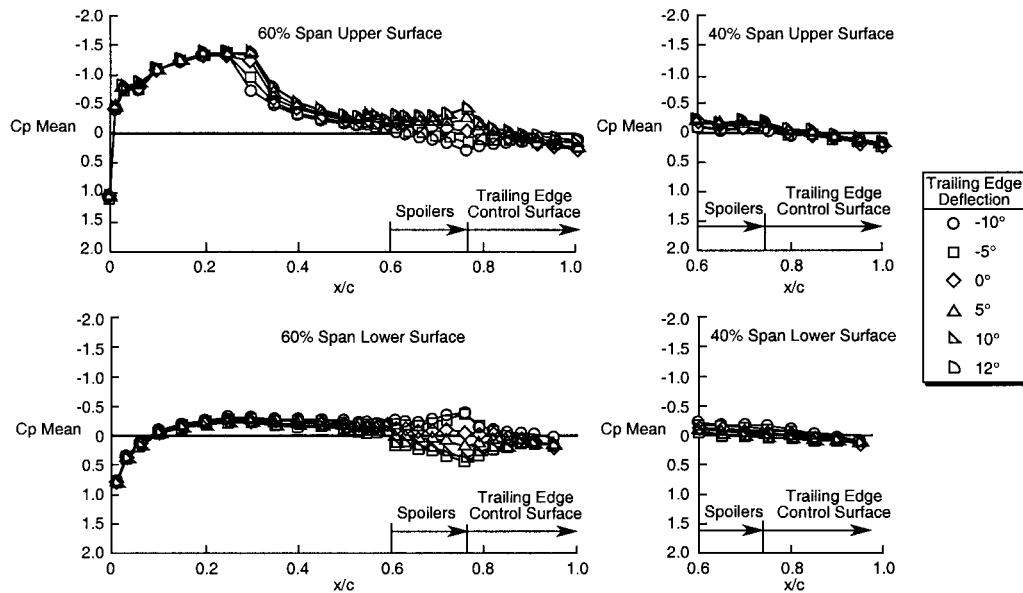 60% Span Upper Surface
-2.0
-1.5
-1.0
-0.5
0
0.5
1.0
1.5
2.0
Cp Mean
Spoilers
Trailing Edge
Control Surface
0
0.2
0.4
0.6
0.8
1.0
x/c
40% Span Upper Surface
-2.0
-1.5
-1.0
-0.5
0
0.5
1.0
1.5
2.0
Cp Mean
Spoilers
Trailing Edge
Control Surface
0.6
0.7
0.8
0.9
1.0
x/c
Trailing Edge
Deflection
-10°
-5°
0°
5°
10°
12°
60% Span Lower Surface
-2.0
-1.5
-1.0
-0.5
0
0.5
1.0
1.5
2.0
Cp Mean
Spoilers
Trailing Edge
Control Surface
0
0.2
0.4
0.6
0.8
1.0
x/c
40% Span Lower Surface
-2.0
-1.5
-1.0
-0.5
0
0.5
1.0
1.5
2.0
Cp Mean
Spoilers
Trailing Edge
Control Surface
0.6
0.7
0.8
0.9
1.0
x/c